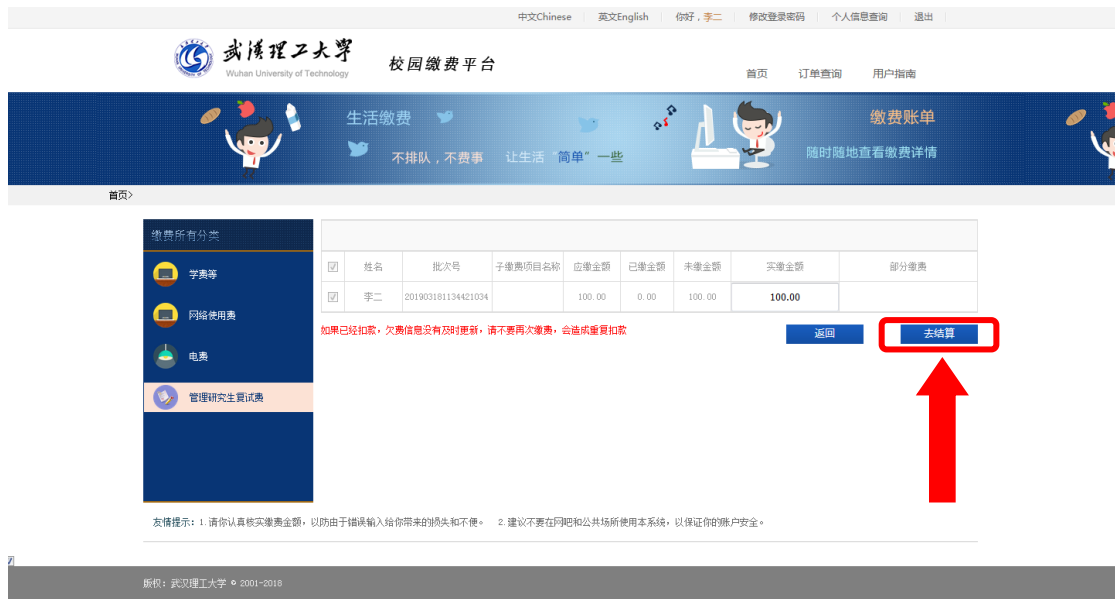 中文Chinese 英文English 你好，李二 修改登录密码 个人信息查询 退出
武汉理工大学
Wuhan University of Technology
校园缴费平台
首页 订单查询 用户指南
生活缴费
不排队，不费事 让生活“简单”一些
缴费账单
随时随地查看缴费详情
首页>
缴费所有分类
学费等
网络使用费
电费
管理研究生复试费
姓名 批次号 子缴费项目名称 应缴金额 已缴金额 未缴金额 实缴金额 部分缴费
李二 201903181134421034 100.00 0.00 100.00 100.00
如果已经扣款，欠费信息没有及时更新，请不要再次缴费，会造成重复扣款
返回 去结算
友情提示：1.请你认真核实缴费金额，以防由于错误输入给你带来的损失和不便。 2.建议不要在网吧和公共场所使用本系统，以保证你的账户安全。
版权：武汉理工大学 © 2001-2018